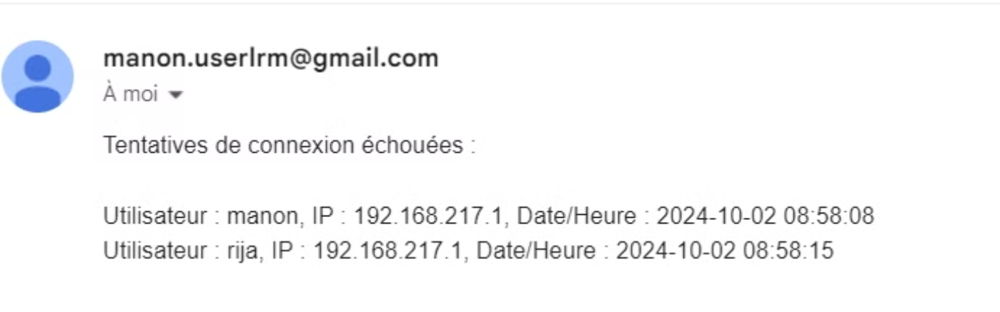 manon.userlrm@gmail.com
À moi
Tentatives de connexion échouées :
Utilisateur : manon, IP : 192.168.217.1, Date/Heure : 2024-10-02 08:58:08
Utilisateur : rija, IP : 192.168.217.1, Date/Heure : 2024-10-02 08:58:15